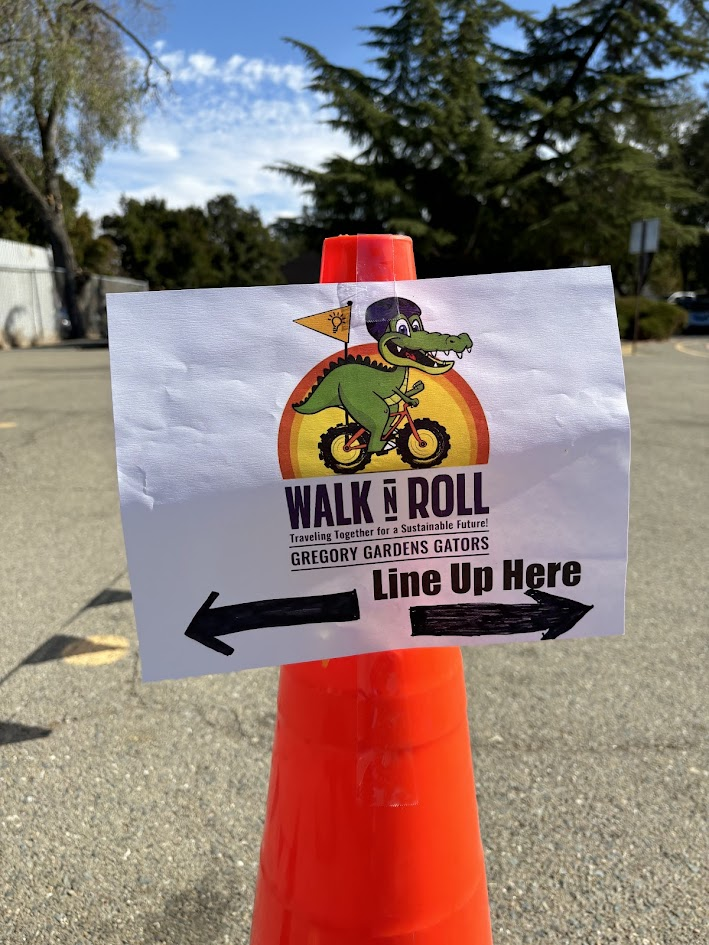 WALK N ROLL
Traveling Together for a Sustainable Future!
GREGORY GARDENS GATORS
Line Up Here